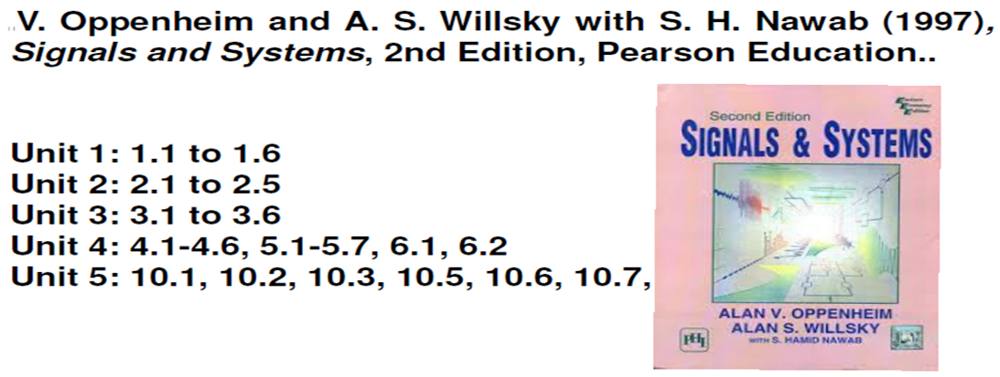 V. Oppenheim and A. S. Willsky with S. H. Nawab (1997),
Signals and Systems, 2nd Edition, Pearson Education..
Unit 1: 1.1 to 1.6
Unit 2: 2.1 to 2.5
Unit 3: 3.1 to 3.6
Unit 4: 4.1-4.6, 5.1-5.7, 6.1, 6.2
Unit 5: 10.1, 10.2, 10.3, 10.5, 10.6, 10.7,
Eastern
Economy
Edition
Second Edition
SIGNALS & SYSTEMS
ALAN V. OPPENHEIM
ALAN S. WILLSKY
WITH S. HAMID NAWAB
PHI